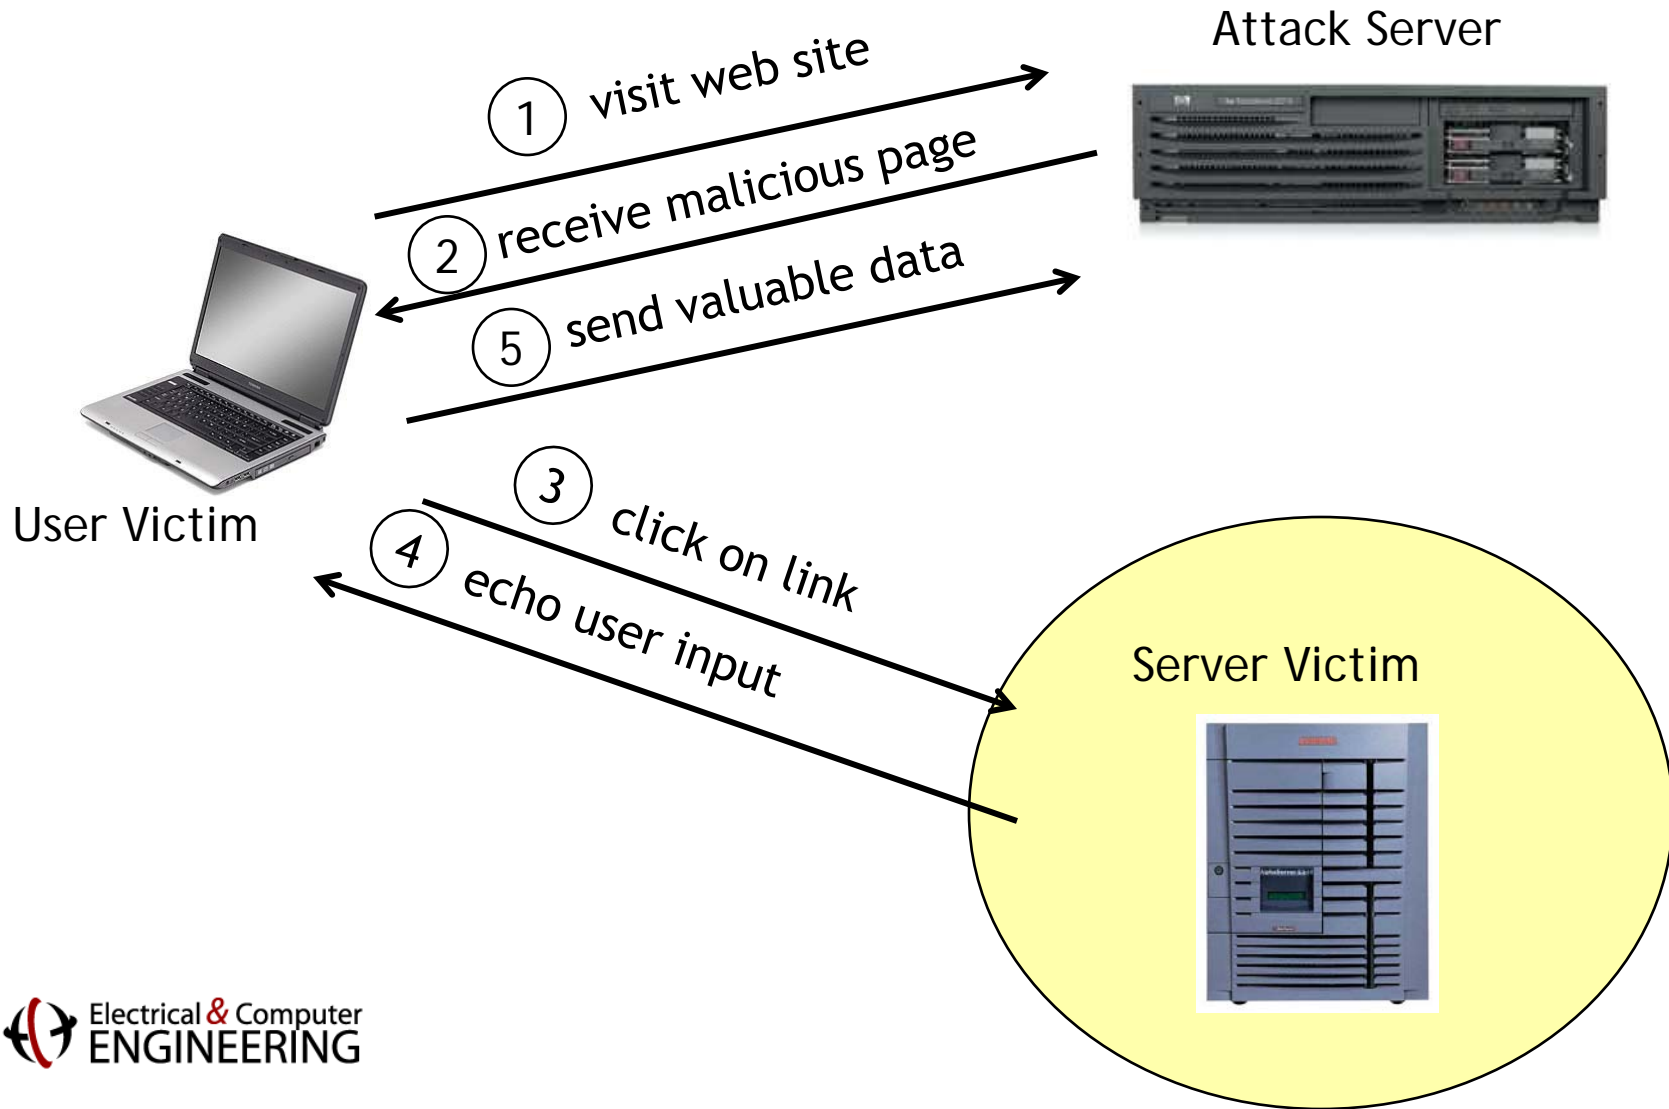 Attack Server
1 visit web site
2 receive malicious page
5 send valuable data
User Victim
3 click on link
4 echo user input
Server Victim
Electrical & Computer
ENGINEERING